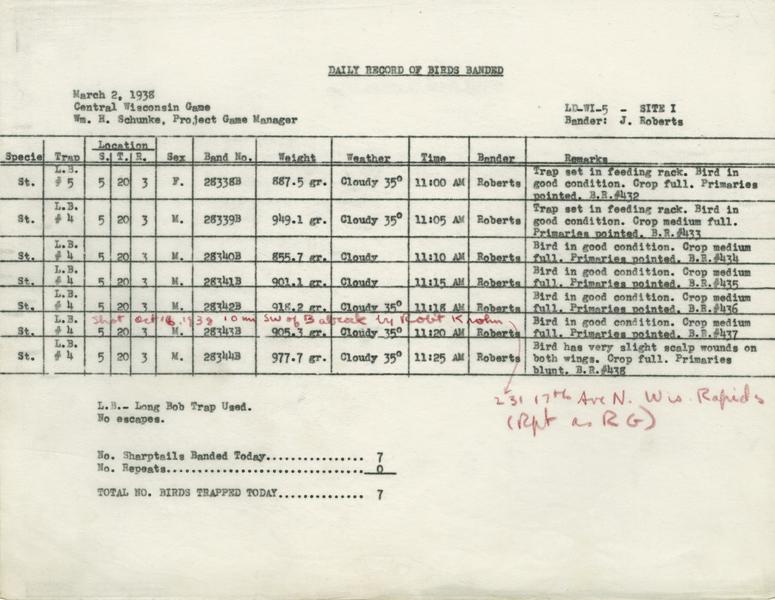 DAILY RECORD OF BIRDS BANDED
March 2, 1938
Central Wisconsin Game
Wm. H. Schunke, Project Game Manager
LD-WI-5 - SITE I
Bander: J. Roberts
Location
Specie Trap S. T. R. Sex Band No. Weight Weather Time Bander Remarks
St. L.B. #5 5 20 3 F. 28338B 887.5 gr. Cloudy 35° 11:00 AM Roberts Trap set in feeding rack. Bird in
good condition. Crop full. Primaries
pointed. B.R.#432
St. L.B. #4 5 20 3 M. 28339B 949.1 gr. Cloudy 35° 11:05 AM Roberts Trap set in feeding rack. Bird in
good condition. Crop medium full.
Primaries pointed. B.R.#433
St. L.B. #4 5 20 3 M. 28340B 855.7 gr. Cloudy 11:10 AM Roberts Bird in good condition. Crop medium
full. Primaries pointed. B.R.#434
St. L.B. #4 5 20 3 M. 28341B 901.1 gr. Cloudy 35° 11:15 AM Roberts Bird in good condition. Crop medium
full. Primaries pointed. B.R.#435
St. L.B. #4 5 20 3 M. 28342B 918.2 gr. Cloudy 35° 11:18 AM Roberts Bird in good condition. Crop medium
full. Primaries pointed. B.R.#436
Shot Oct 1938 10 mi SW of Babcock by Robt Krohn
St. L.B. #4 5 20 3 M. 28343B 905.3 gr. Cloudy 35° 11:20 AM Roberts Bird in good condition. Crop medium
full. Primaries pointed. B.R.#437
St. L.B. #4 5 20 3 M. 28344B 977.7 gr. Cloudy 35° 11:25 AM Roberts Bird has very slight scalp wounds on
both wings. Crop full. Primaries
blunt. B.R.#438
231 17th Ave N. Wis. Rapids
(Rpt as RG)
L.B.- Long Bob Trap Used.
No escapes.
No. Sharptails Banded Today............... 7
No. Repeats.................................. 0
TOTAL NO. BIRDS TRAPPED TODAY............. 7